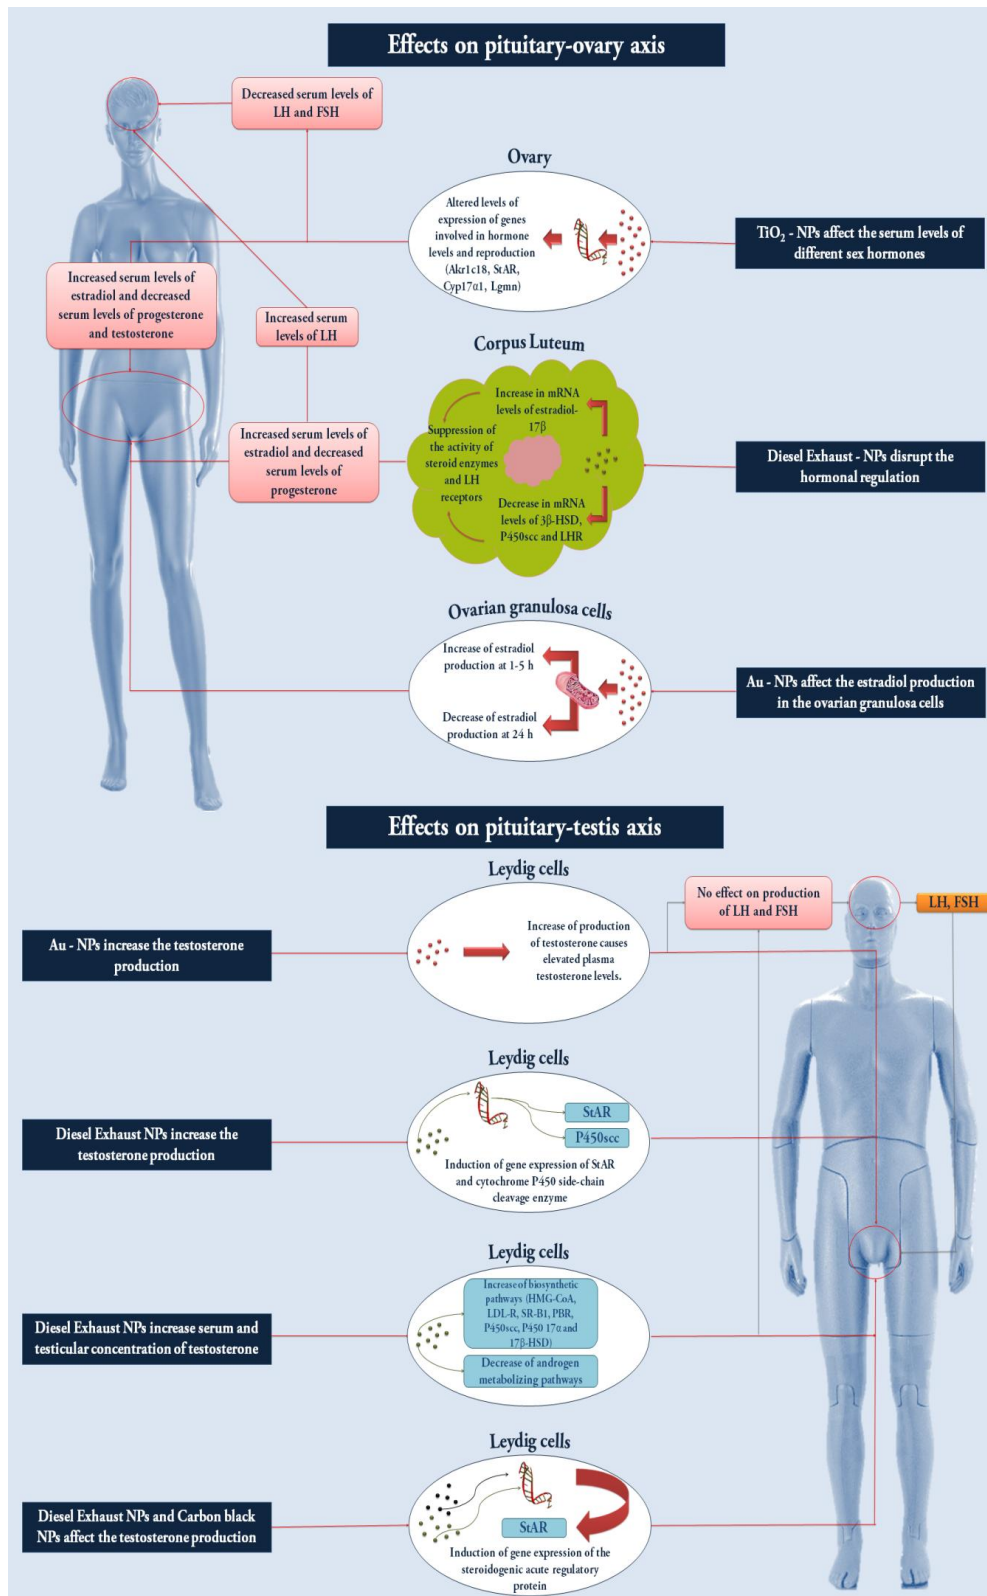 Effects on pituitary-ovary axis
Decreased serum levels of
LH and FSH
Ovary
Altered levels of
expression of genes
involved in hormone
levels and reproduction
(Akr1c18, StAR,
Cyp17α1, Lgmn)
TiO2 - NPs affect the serum levels of
different sex hormones
Increased serum levels of
estradiol and decreased
serum levels of progesterone
and testosterone
Increased serum
levels of LH
Corpus Luteum
Increase in mRNA
levels of estradiol-
17β
Suppression of
the activity of
steroid enzymes
and LH
receptors
Decrease in mRNA
levels of 3β-HSD,
P450scc and LHR
Increased serum levels of
estradiol and decreased
serum levels of
progesterone
Diesel Exhaust - NPs disrupt the
hormonal regulation
Ovarian granulosa cells
Increase of estradiol
production at 1-5 h
Decrease of estradiol
production at 24 h
Au - NPs affect the estradiol production
in the ovarian granulosa cells
Effects on pituitary-testis axis
Leydig cells
No effect on production
of LH and FSH
LH, FSH
Au - NPs increase the testosterone
production
Increase of production
of testosterone causes
elevated plasma
testosterone levels.
Leydig cells
StAR
P450scc
Diesel Exhaust NPs increase the
testosterone production
Induction of gene expression of StAR
and cytochrome P450 side-chain
cleavage enzyme
Leydig cells
Increase of biosynthetic
pathways (HMG-CoA,
LDL-R, SR-B1, PBR,
P450scc, P450 17α and
17β-HSD)
Decrease of androgen
metabolizing pathways
Diesel Exhaust NPs increase serum and
testicular concentration of testosterone
Leydig cells
StAR
Diesel Exhaust NPs and Carbon black
NPs affect the testosterone production
Induction of gene expression of the
steroidogenic acute regulatory
protein